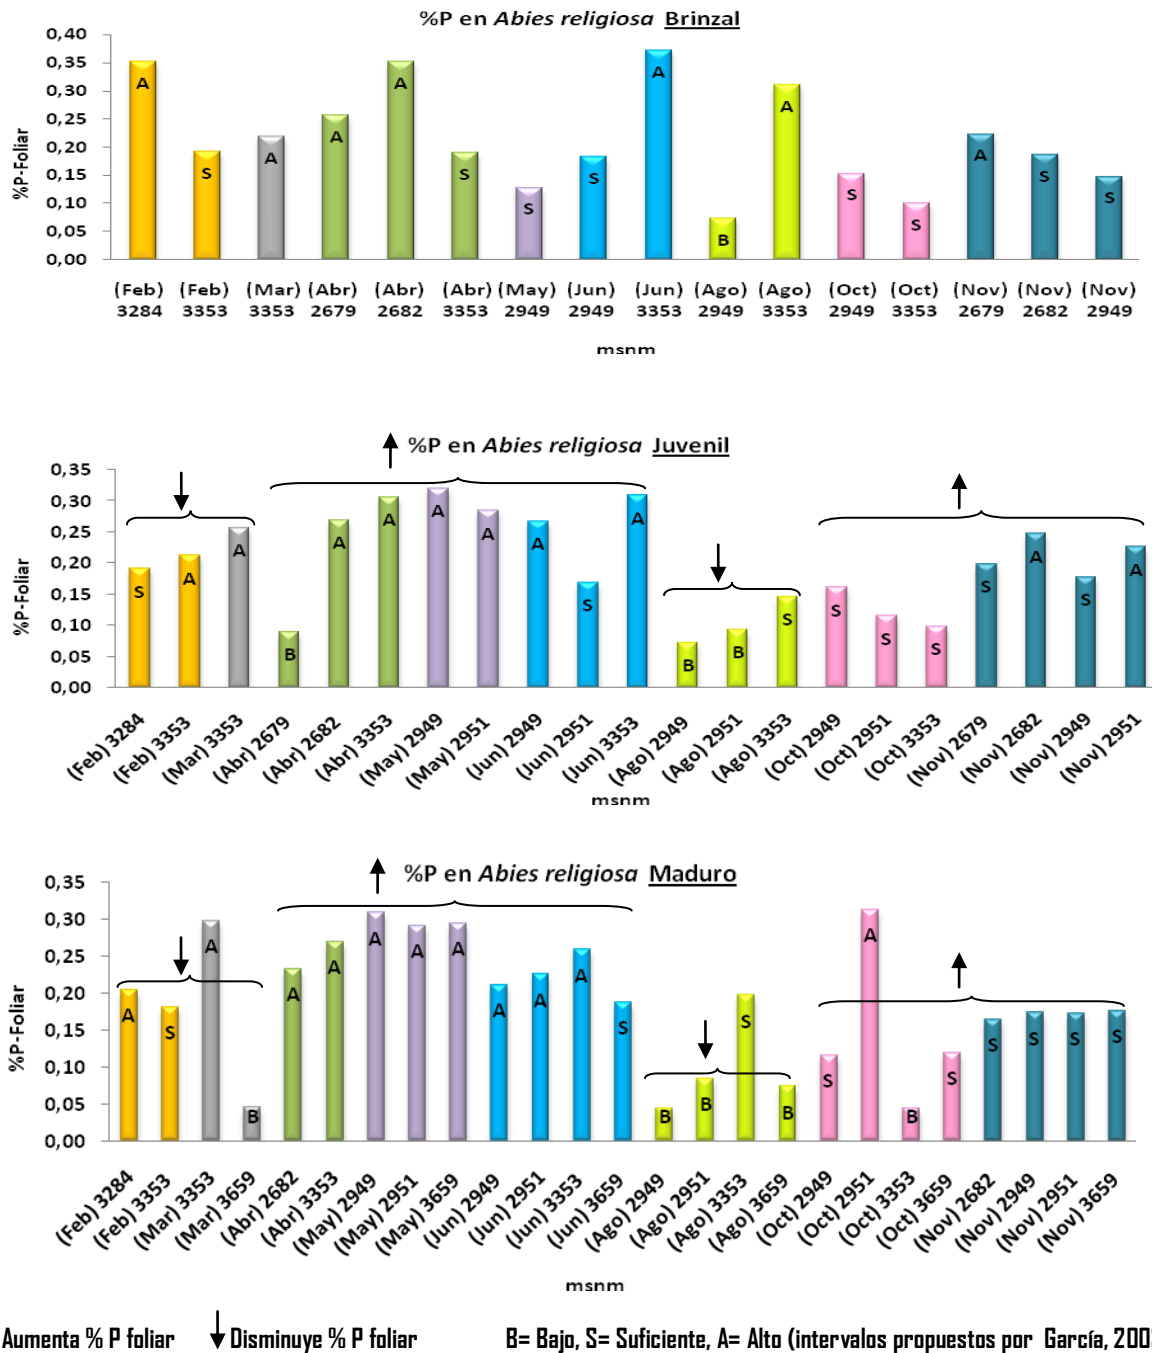 %P en Abies religiosa Brinzal
%P-Foliar
0,40
0,35
0,30
0,25
0,20
0,15
0,10
0,05
0,00
A S A A A S S S A B A S S A S S
(Feb) (Feb) (Mar) (Abr) (Abr) (Abr) (May) (Jun) (Jun) (Ago) (Ago) (Oct) (Oct) (Nov) (Nov) (Nov)
3284 3353 3353 2679 2682 3353 2949 2949 3353 2949 3353 2949 3353 2679 2682 2949
msnm
%P en Abies religiosa Juvenil
%P-Foliar
0,35
0,30
0,25
0,20
0,15
0,10
0,05
0,00
S A A B A A A A A S A B B S S S S S A S A
(Feb) 3284 (Feb) 3353 (Mar) 3353 (Abr) 2679 (Abr) 2682 (Abr) 3353 (May) 2949 (May) 2951 (Jun) 2949 (Jun) 2951 (Jun) 3353 (Ago) 2949 (Ago) 2951 (Ago) 3353 (Oct) 2949 (Oct) 2951 (Oct) 3353 (Nov) 2679 (Nov) 2682 (Nov) 2949 (Nov) 2951
msnm
%P en Abies religiosa Maduro
%P-Foliar
0,35
0,30
0,25
0,20
0,15
0,10
0,05
0,00
A S A B A A A A A A A A S B B S B S A B S S S S S
(Feb) 3284 (Feb) 3353 (Mar) 3353 (Mar) 3659 (Abr) 2682 (Abr) 3353 (May) 2949 (May) 2951 (May) 3659 (Jun) 2949 (Jun) 2951 (Jun) 3353 (Jun) 3659 (Ago) 2949 (Ago) 2951 (Ago) 3353 (Ago) 3659 (Oct) 2949 (Oct) 2951 (Oct) 3353 (Oct) 3659 (Nov) 2682 (Nov) 2949 (Nov) 2951 (Nov) 3659
msnm
Aumenta % P foliar Disminuye % P foliar B= Bajo, S= Suficiente, A= Alto (intervalos propuestos por García,